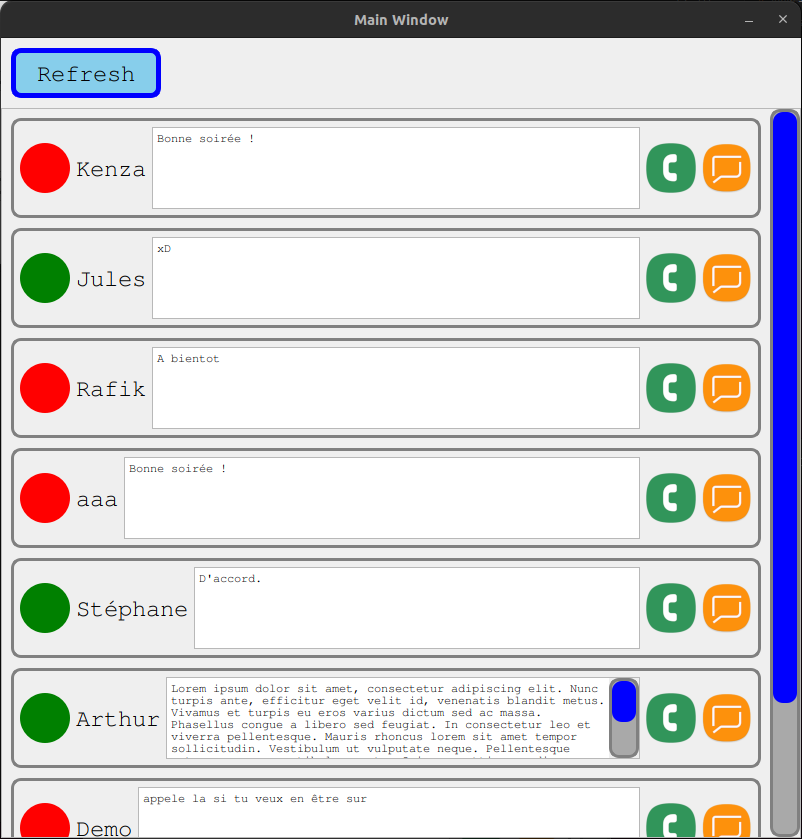 Main Window
Refresh
Kenza
Bonne soirée !
Jules
xD
Rafik
A bientot
aaa
Bonne soirée !
Stéphane
D'accord.
Arthur
Lorem ipsum dolor sit amet, consectetur adipiscing elit. Nunc
turpis ante, efficitur eget velit id, venenatis blandit metus.
Vivamus et turpis eu eros varius dictum sed ac massa.
Phasellus congue a libero sed feugiat. In consectetur leo et
viverra pellentesque. Mauris rhoncus lorem sit amet tempor
sollicitudin. Vestibulum ut vulputate neque. Pellentesque
Demo
appele la si tu veux en être sur